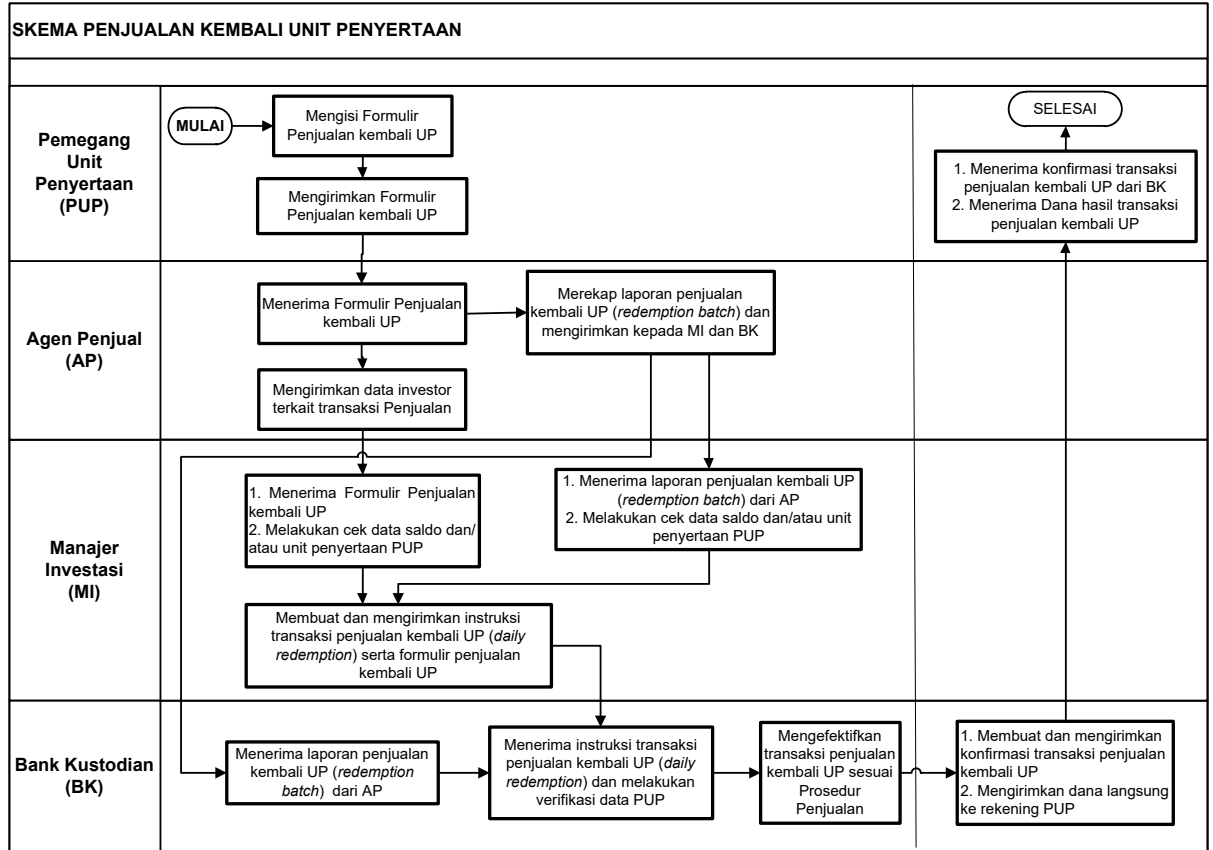 SKEMA PENJUALAN KEMBALI UNIT PENYERTAAN
Pemegang
Unit
Penyertaan
(PUP)
MULAI
Mengisi Formulir
Penjualan kembali UP
Mengirimkan Formulir
Penjualan kembali UP
SELESAI
1. Menerima konfirmasi transaksi
penjualan kembali UP dari BK
2. Menerima Dana hasil transaksi
penjualan kembali UP
Agen Penjual
(AP)
Menerima Formulir Penjualan
kembali UP
Merekap laporan penjualan
kembali UP (redemption batch) dan
mengirimkan kepada MI dan BK
Mengirimkan data investor
terkait transaksi Penjualan
Manajer
Investasi
(MI)
1. Menerima Formulir Penjualan
kembali UP
2. Melakukan cek data saldo dan/
atau unit penyertaan PUP
1. Menerima laporan penjualan kembali UP
(redemption batch) dari AP
2. Melakukan cek data saldo dan/atau unit
penyertaan PUP
Membuat dan mengirimkan instruksi
transaksi penjualan kembali UP (daily
redemption) serta formulir penjualan
kembali UP
Bank Kustodian
(BK)
Menerima laporan penjualan
kembali UP (redemption
batch) dari AP
Menerima instruksi transaksi
penjualan kembali UP (daily
redemption) dan melakukan
verifikasi data PUP
Mengefektifkan
transaksi penjualan
kembali UP sesuai
Prosedur
Penjualan
1. Membuat dan mengirimkan
konfirmasi transaksi penjualan
kembali UP
2. Mengirimkan dana langsung
ke rekening PUP